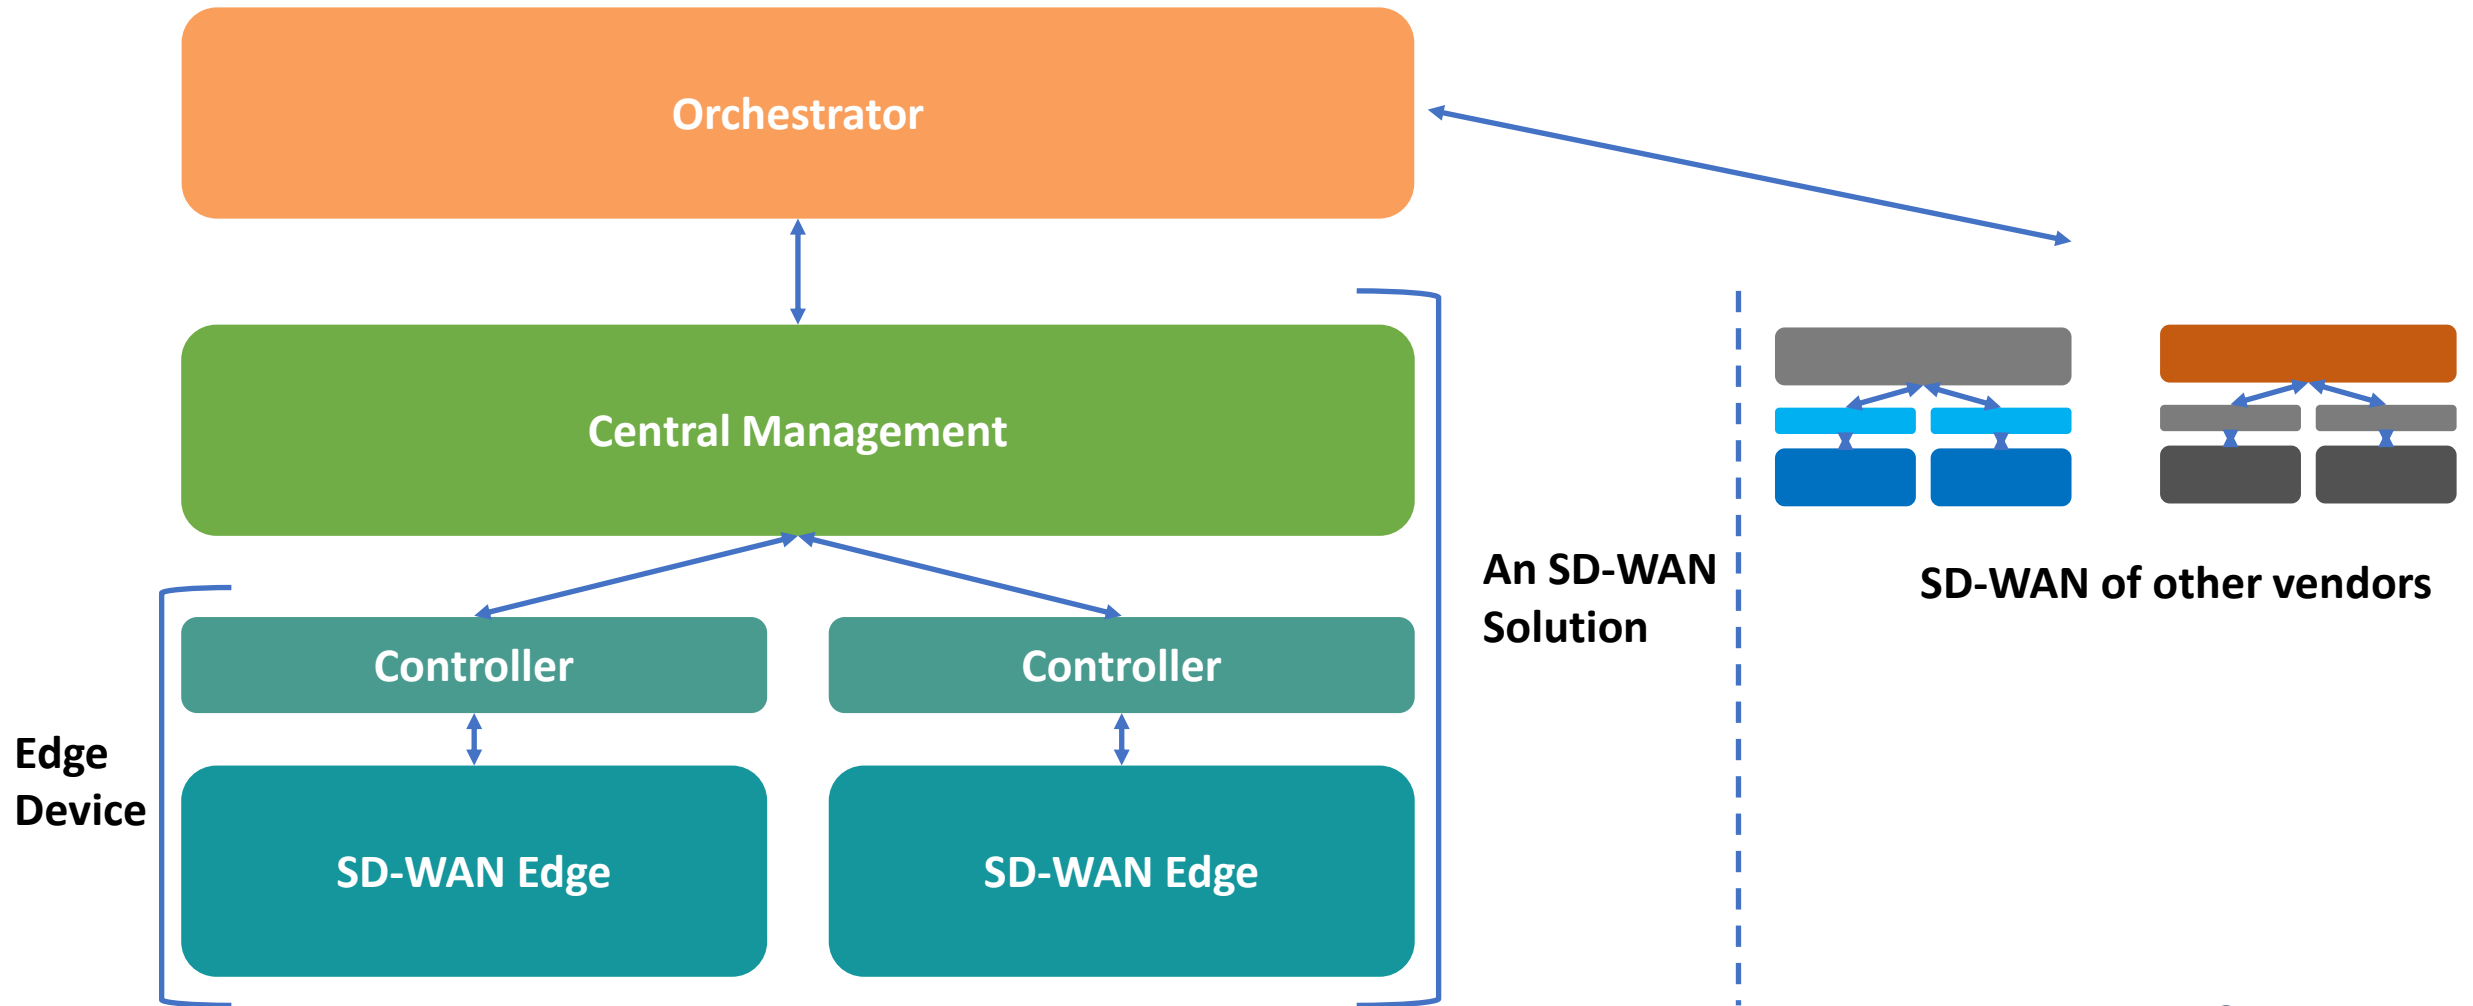 Orchestrator
Central Management
An SD-WAN
Solution
SD-WAN of other vendors
Controller
Controller
Edge
Device
SD-WAN Edge
SD-WAN Edge